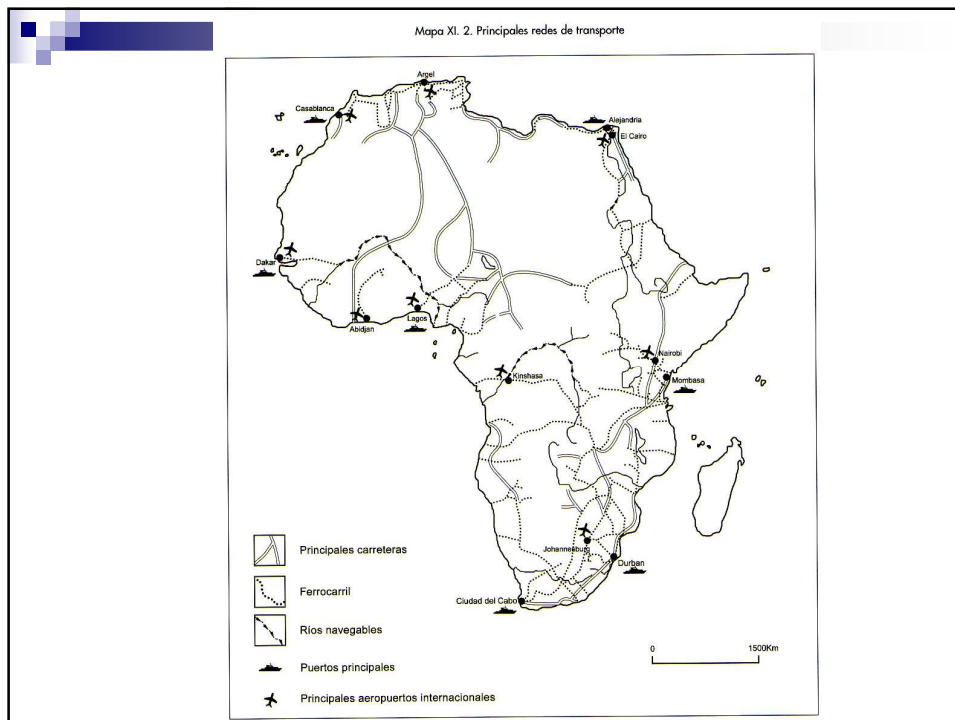 Mapa XI. 2. Principales redes de transporte
Argel
Casablanca
Alejandria
El Cairo
Dakar
Abidjan
Lagos
Nairobi
Kinshasa
Mombasa
Johannesburg
Durban
Ciudad del Cabo
Principales carreteras
Ferrocarril
Ríos navegables
Puertos principales
Principales aeropuertos internacionales
0 1500Km